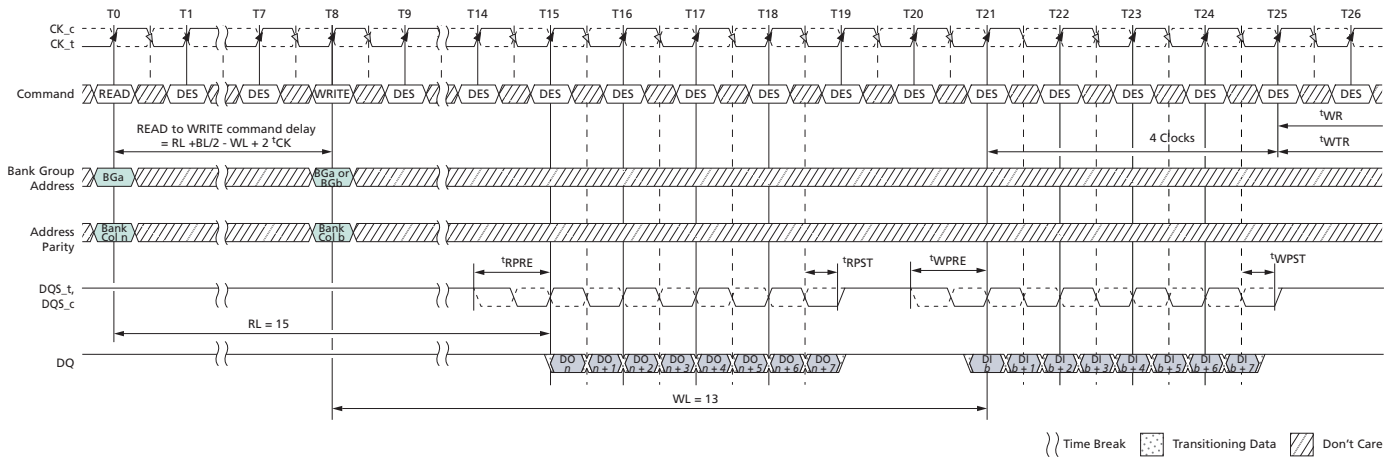 T0 T1 T7 T8 T9 T14 T15 T16 T17 T18 T19 T20 T21 T22 T23 T24 T25 T26
CK_c
CK_t
Command READ DES DES WRITE DES DES DES DES DES DES DES DES DES DES DES DES DES DES
tWR
READ to WRITE command delay
= RL +BL/2 - WL + 2 tCK
4 Clocks
tWTR
Bank Group
Address
BGa
BGa or
BGb
Address
Parity
Bank
Col n
Bank
Col b
tRPRE tRPST tWPRE tWPST
DQS_t,
DQS_c
RL = 15
DQ
DO
n
DO
n + 1
DO
n + 2
DO
n + 3
DO
n + 4
DO
n + 5
DO
n + 6
DO
n + 7
DI
b
DI
b + 1
DI
b + 2
DI
b + 3
DI
b + 4
DI
b + 5
DI
b + 6
DI
b + 7
WL = 13
Time Break Transitioning Data Don't Care